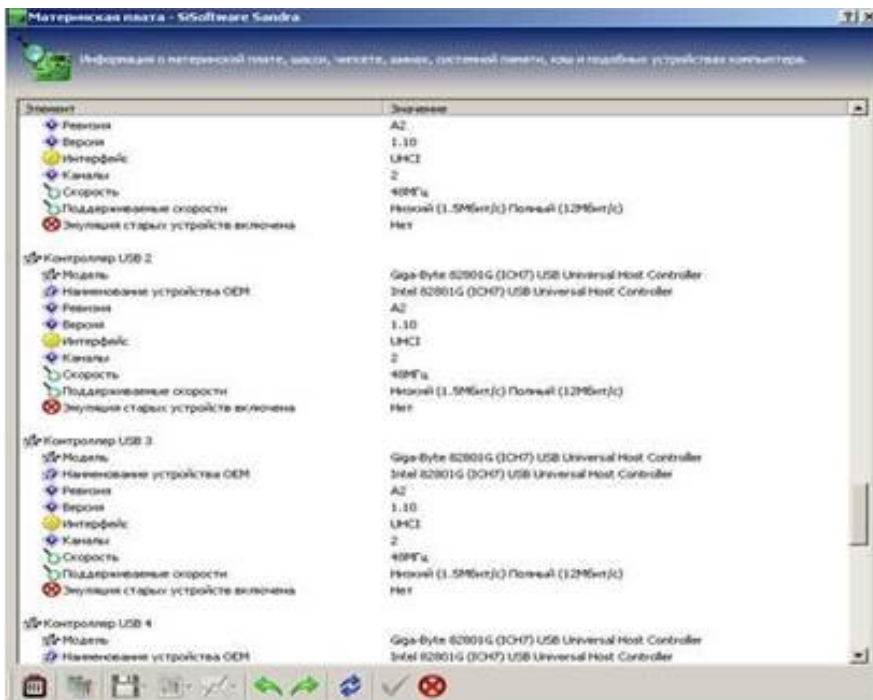 Материнская плата - SiSoftware Sandra
Информация о материнской плате, шасси, чипсете, шинах, системной памяти, кэш и подобных устройствах компьютера.
Элемент Значение
Ревизия A2
Версия 1.10
Интерфейс UHCI
Каналы 2
Скорость 48МГц
Поддерживаемые скорости Низкий (1.5Мбит/с) Полный (12Мбит/с)
Эмуляция старых устройств включена Нет
Контроллер USB 2
Модель Giga-Byte 82801G (ICH7) USB Universal Host Controller
Наименование устройства OEM Intel 82801G (ICH7) USB Universal Host Controller
Ревизия A2
Версия 1.10
Интерфейс UHCI
Каналы 2
Скорость 48МГц
Поддерживаемые скорости Низкий (1.5Мбит/с) Полный (12Мбит/с)
Эмуляция старых устройств включена Нет
Контроллер USB 3
Модель Giga-Byte 82801G (ICH7) USB Universal Host Controller
Наименование устройства OEM Intel 82801G (ICH7) USB Universal Host Controller
Ревизия A2
Версия 1.10
Интерфейс UHCI
Каналы 2
Скорость 48МГц
Поддерживаемые скорости Низкий (1.5Мбит/с) Полный (12Мбит/с)
Эмуляция старых устройств включена Нет
Контроллер USB 4
Модель Giga-Byte 82801G (ICH7) USB Universal Host Controller
Наименование устройства OEM Intel 82801G (ICH7) USB Universal Host Controller